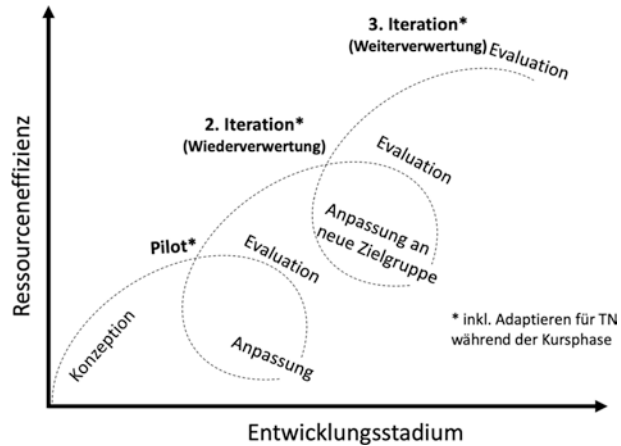 3. Iteration*
(Weiterverwertung)
Evaluation
2. Iteration*
(Wiederverwertung)
Evaluation
Anpassung an
neue Zielgruppe
Pilot*
Evaluation
Anpassung
Konzeption
* inkl. Adaptieren für TN
während der Kursphase
Ressourceneffizienz
Entwicklungsstadium